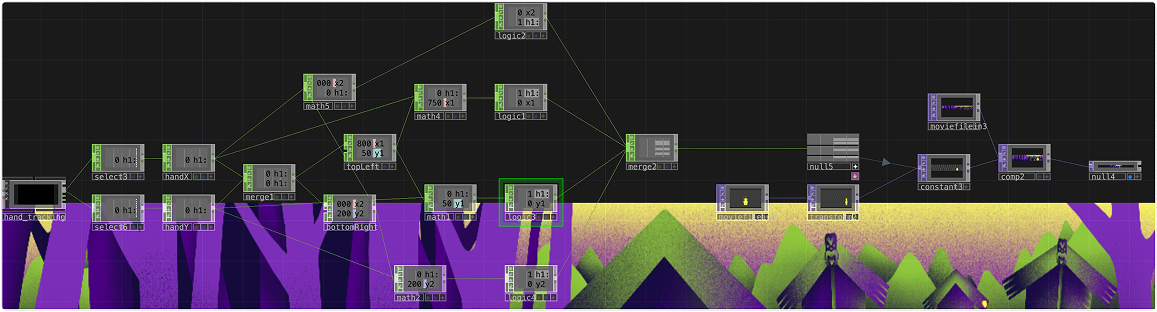 0 x2
1 h1:
logic2
000 x2
0 h1:
math5
0 h1:
750 x1
math4
1 h1:
0 x1
logic1
moviefilein3
800 x1
50 y1
topLeft
merge2
null5
0 h1:
select3
0 h1:
handX
constant3
comp2
null4
0 h1:
0 h1:
merge1
hand_tracking
0 h1:
select6
0 h1:
handY
000 x2
200 y2
bottomRight
0 h1:
50 y1
math1
1 h1:
0 y1
logic3
0 h1:
200 y2
math2
1 h1:
0 y2
logic4